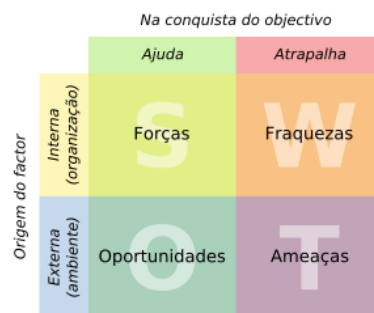 Na conquista do objectivo
Ajuda
Atrapalha
Origem do factor
Interna
(organização)
S
Forças
W
Fraquezas
Externa
(ambiente)
O
Oportunidades
T
Ameaças